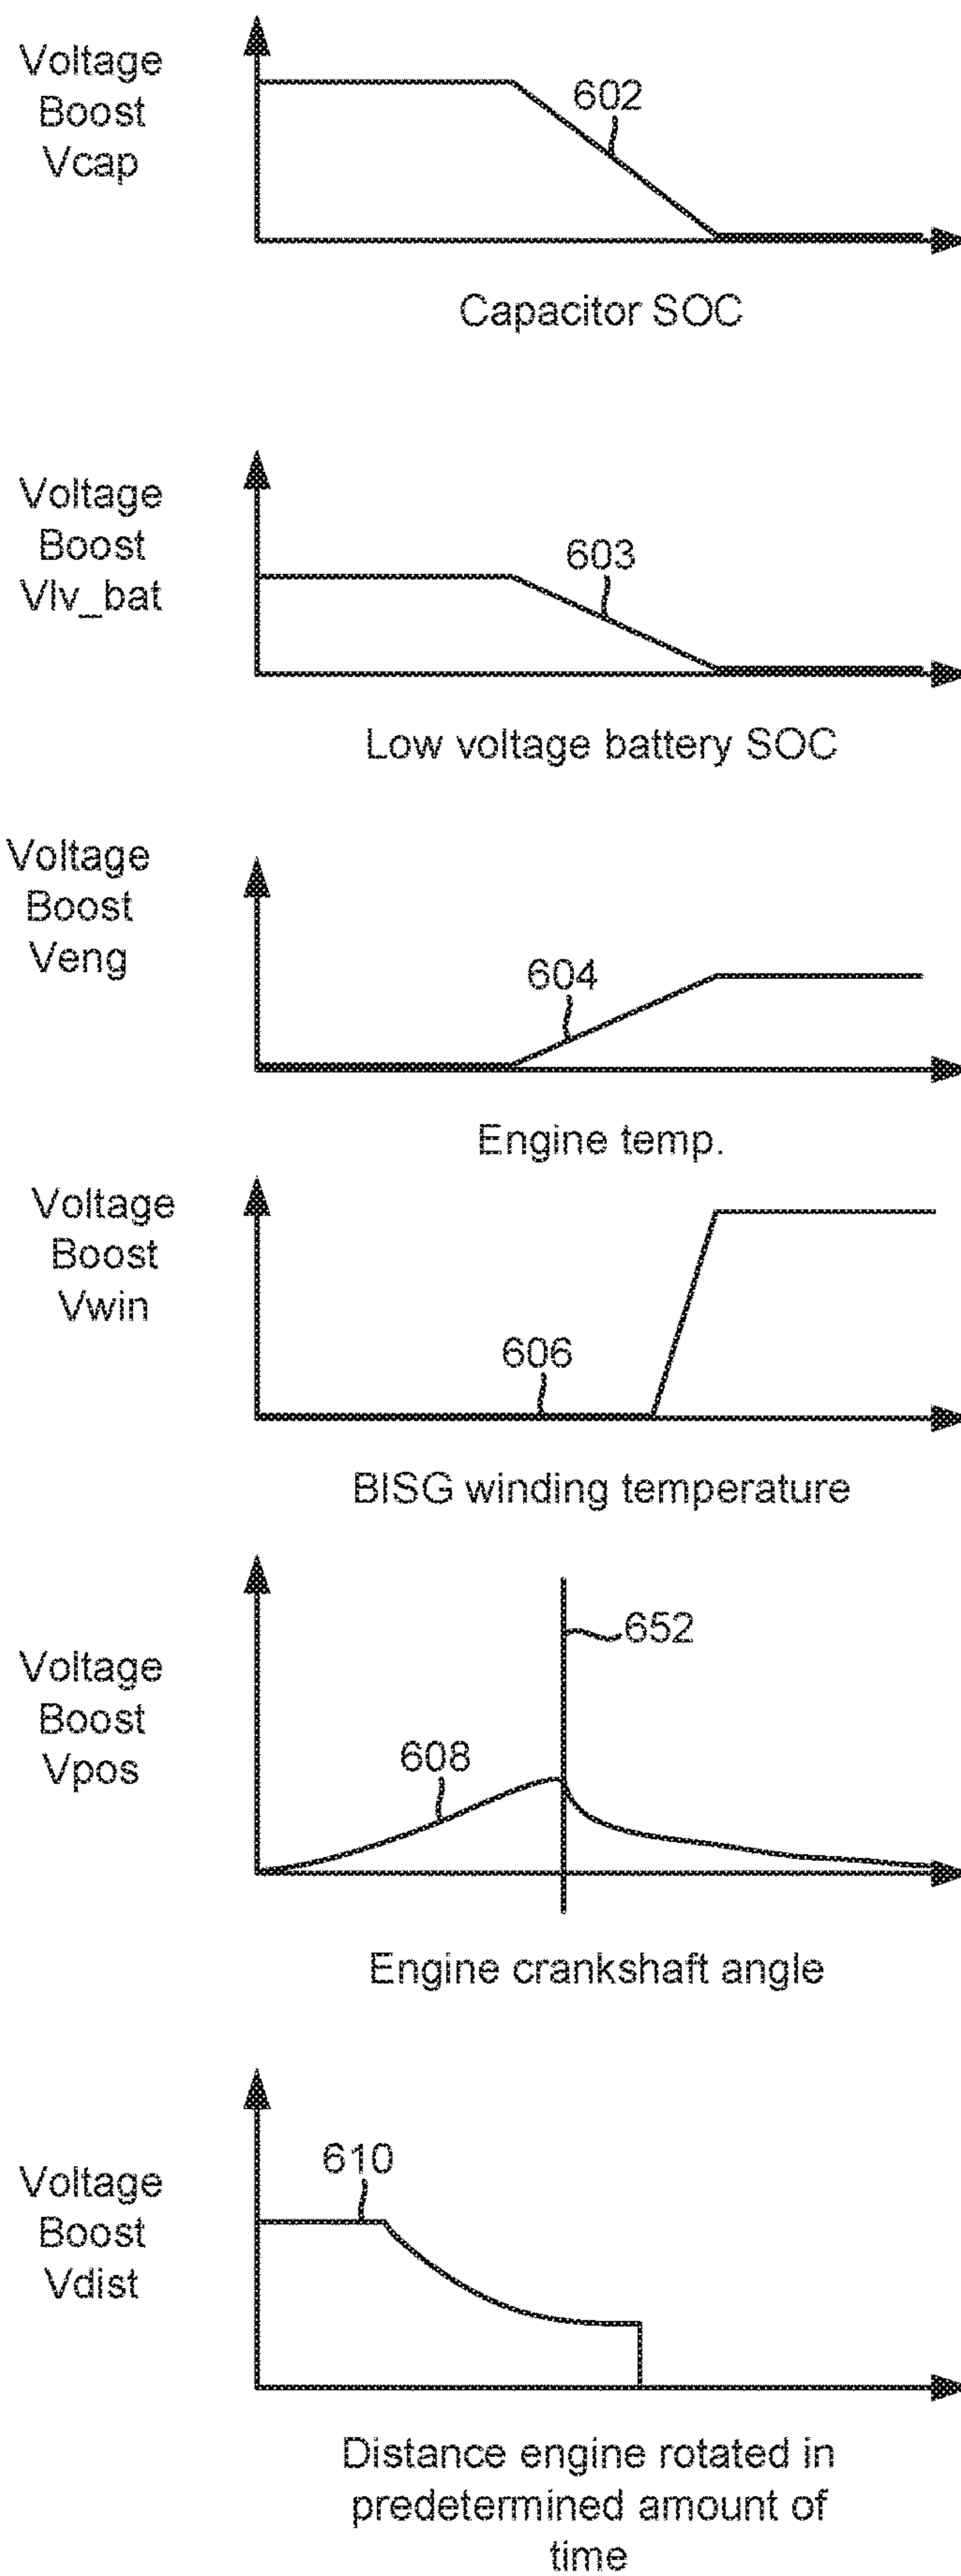 Voltage
Boost
Vcap
602
Capacitor SOC
Voltage
Boost
Vlv_bat
603
Low voltage battery SOC
Voltage
Boost
Veng
604
Engine temp.
Voltage
Boost
Vwin
606
BISG winding temperature
Voltage
Boost
Vpos
652
608
Engine crankshaft angle
Voltage
Boost
Vdist
610
Distance engine rotated in
predetermined amount of
time